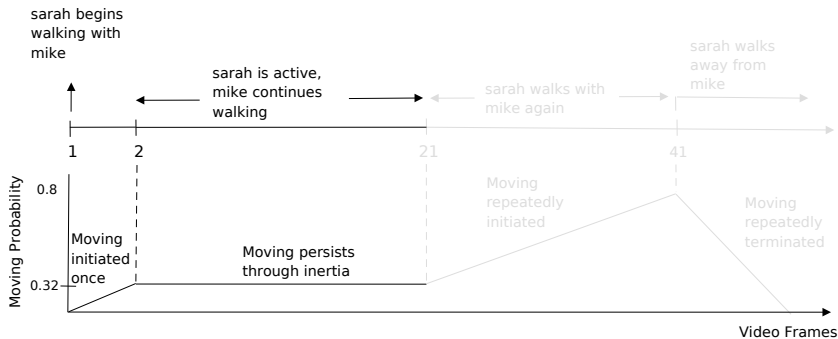 sarah begins
walking with
mike
sarah is active,
mike continues
walking
sarah walks with
mike again
sarah walks
away from
mike
1
2
21
41
Moving Probability
0.8
0.32
Moving
initiated
once
Moving persists
through inertia
Moving
repeatedly
initiated
Moving
repeatedly
terminated
Video Frames